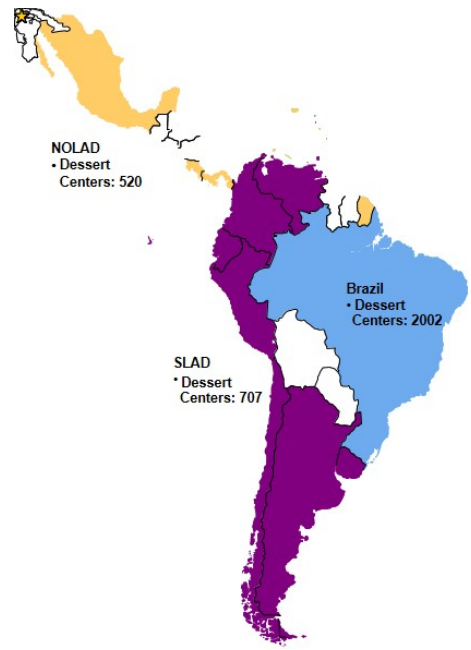 NOLAD
• Dessert
Centers: 520
Brazil
• Dessert
Centers: 2002
SLAD
• Dessert
Centers: 707